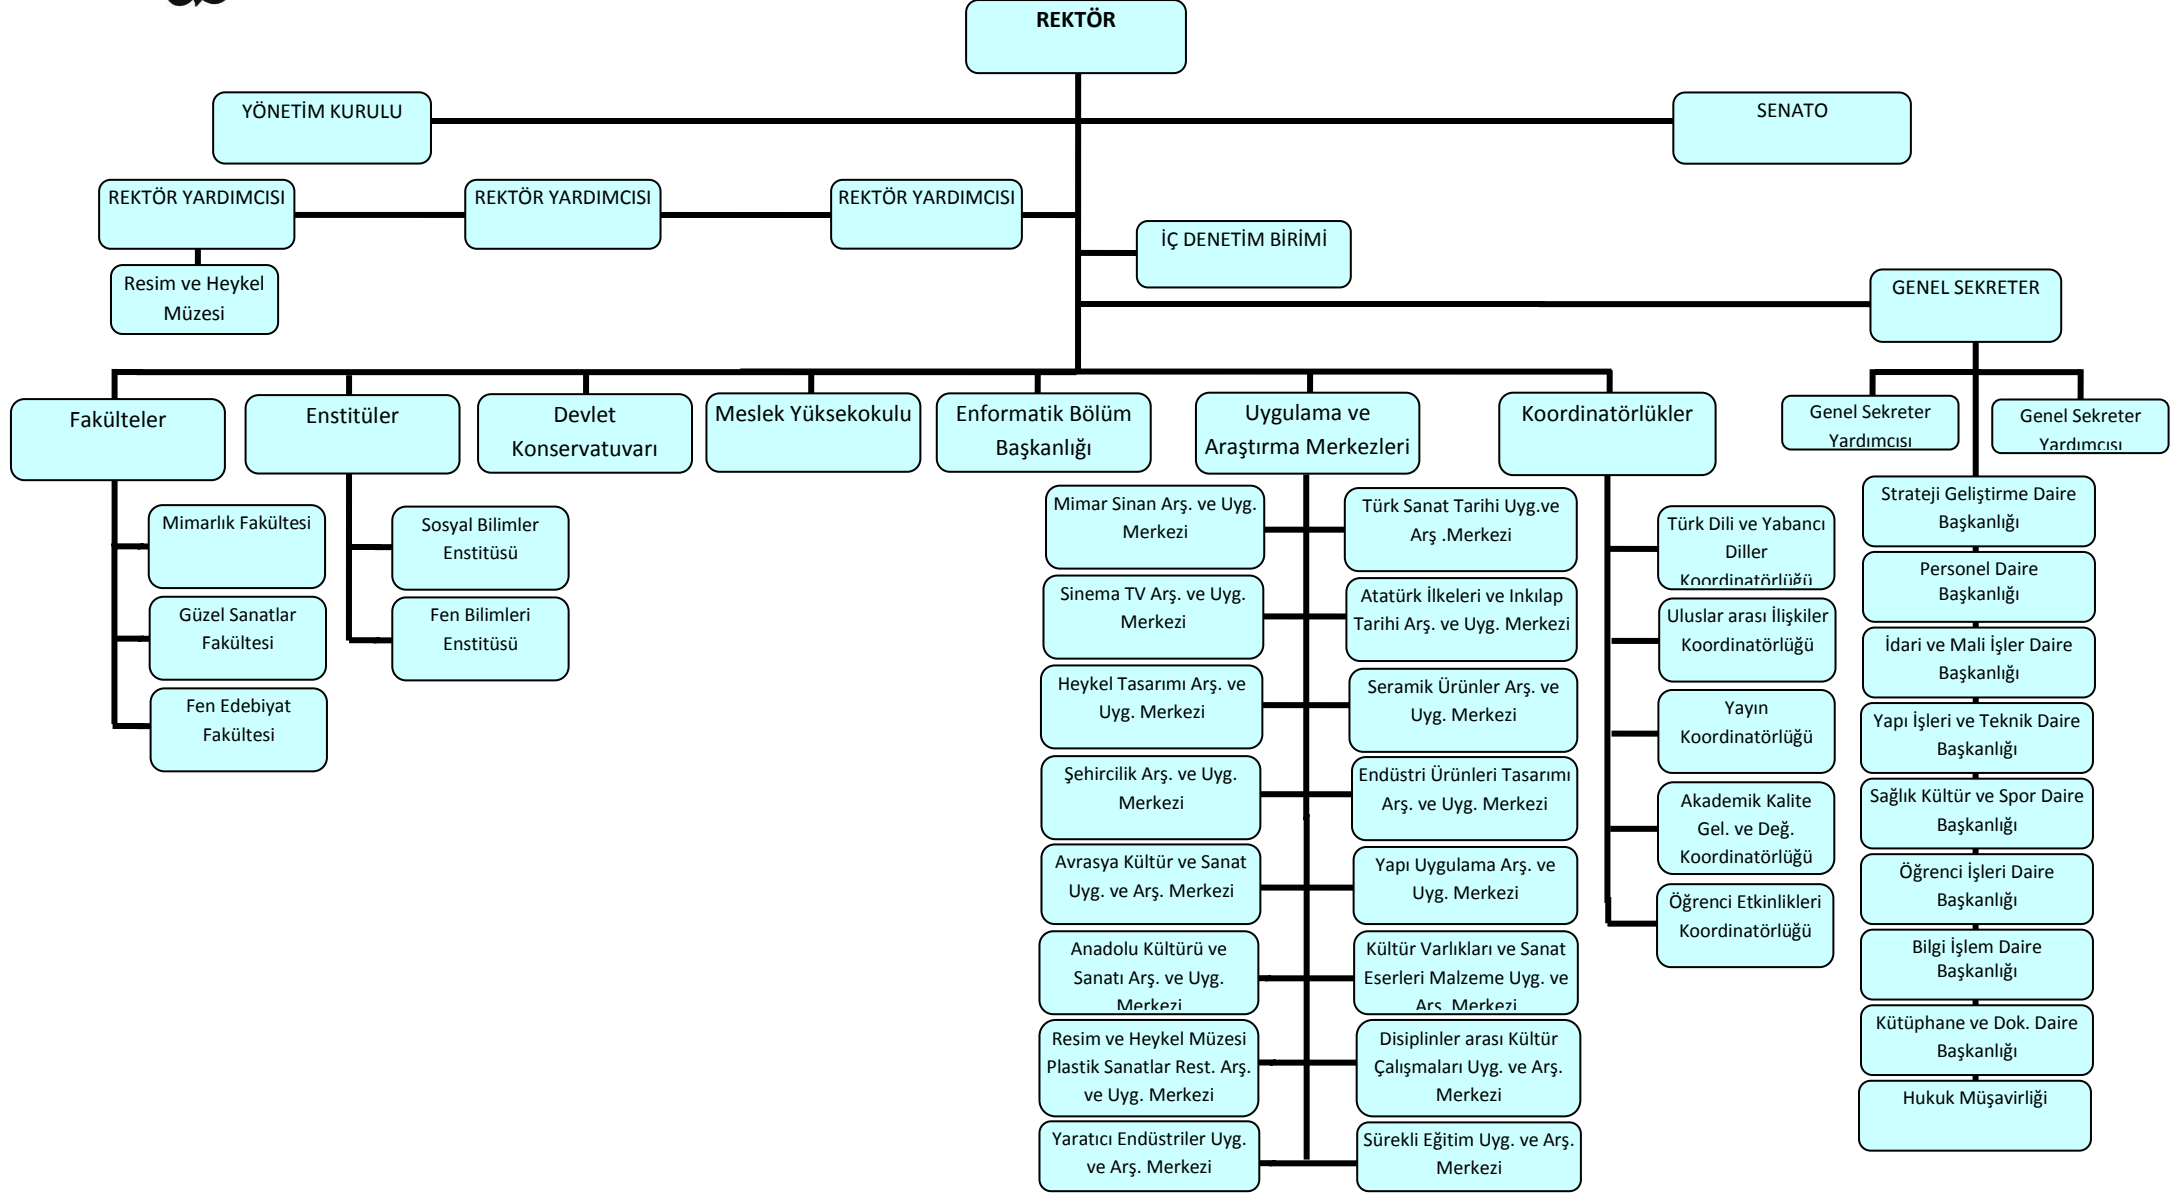 REKTÖR
YÖNETİM KURULU
SENATO
REKTÖR YARDIMCISI
REKTÖR YARDIMCISI
REKTÖR YARDIMCISI
İÇ DENETİM BİRİMİ
Resim ve Heykel
Müzesi
GENEL SEKRETER
Fakülteler
Enstitüler
Devlet
Konservatuvarı
Meslek Yüksekokulu
Enformatik Bölüm
Başkanlığı
Uygulama ve
Araştırma Merkezleri
Koordinatörlükler
Genel Sekreter
Yardımcısı
Genel Sekreter
Yardımcısı
Mimarlık Fakültesi
Güzel Sanatlar
Fakültesi
Fen Edebiyat
Fakültesi
Sosyal Bilimler
Enstitüsü
Fen Bilimleri
Enstitüsü
Mimar Sinan Arş. ve Uyg.
Merkezi
Türk Sanat Tarihi Uyg.ve
Arş .Merkezi
Sinema TV Arş. ve Uyg.
Merkezi
Atatürk İlkeleri ve Inkılap
Tarihi Arş. ve Uyg. Merkezi
Heykel Tasarımı Arş. ve
Uyg. Merkezi
Seramik Ürünler Arş. ve
Uyg. Merkezi
Şehircilik Arş. ve Uyg.
Merkezi
Endüstri Ürünleri Tasarımı
Arş. ve Uyg. Merkezi
Avrasya Kültür ve Sanat
Uyg. ve Arş. Merkezi
Yapı Uygulama Arş. ve
Uyg. Merkezi
Anadolu Kültürü ve
Sanatı Arş. ve Uyg.
Merkezi
Kültür Varlıkları ve Sanat
Eserleri Malzeme Uyg. ve
Arş. Merkezi
Resim ve Heykel Müzesi
Plastik Sanatlar Rest. Arş.
ve Uyg. Merkezi
Disiplinler arası Kültür
Çalışmaları Uyg. ve Arş.
Merkezi
Yaratıcı Endüstriler Uyg.
ve Arş. Merkezi
Sürekli Eğitim Uyg. ve Arş.
Merkezi
Türk Dili ve Yabancı
Diller
Koordinatörlüğü
Uluslar arası İlişkiler
Koordinatörlüğü
Yayın
Koordinatörlüğü
Akademik Kalite
Gel. ve Değ.
Koordinatörlüğü
Öğrenci Etkinlikleri
Koordinatörlüğü
Strateji Geliştirme Daire
Başkanlığı
Personel Daire
Başkanlığı
İdari ve Mali İşler Daire
Başkanlığı
Yapı İşleri ve Teknik Daire
Başkanlığı
Sağlık Kültür ve Spor Daire
Başkanlığı
Öğrenci İşleri Daire
Başkanlığı
Bilgi İşlem Daire
Başkanlığı
Kütüphane ve Dok. Daire
Başkanlığı
Hukuk Müşavirliği